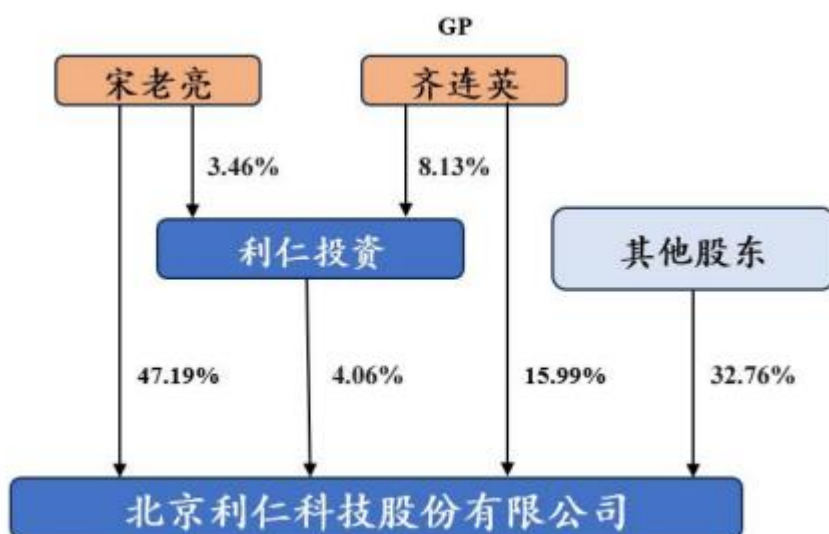 GP
宋老亮
齐连英
3.46%
8.13%
利仁投资
其他股东
47.19%
4.06%
15.99%
32.76%
北京利仁科技股份有限公司